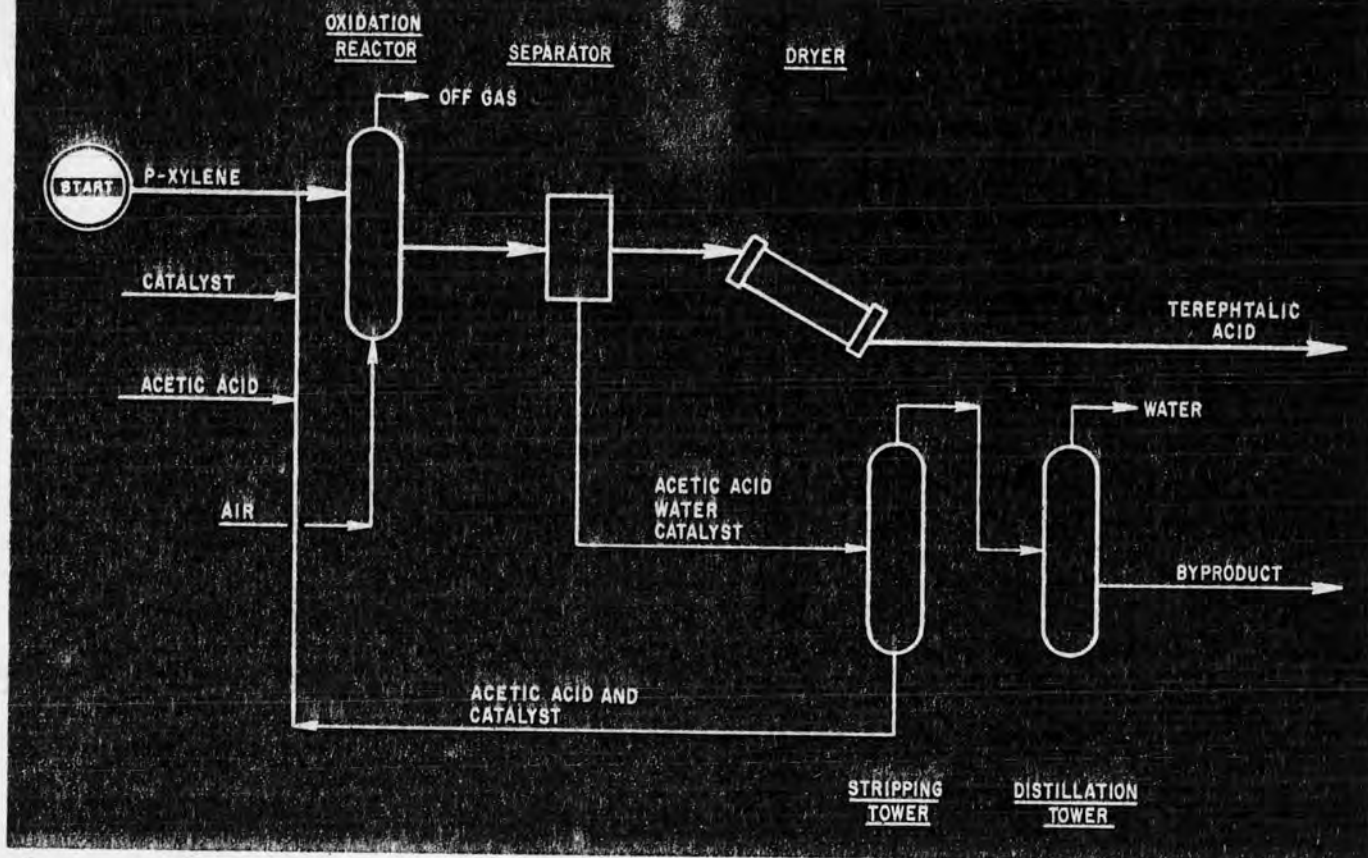 OXIDATION
REACTOR
SEPARATOR
DRYER
OFF GAS
START
P-XYLENE
CATALYST
TEREPHTALIC
ACID
ACETIC ACID
WATER
AIR
ACETIC ACID
WATER
CATALYST
BYPRODUCT
ACETIC ACID AND
CATALYST
STRIPPING
TOWER
DISTILLATION
TOWER